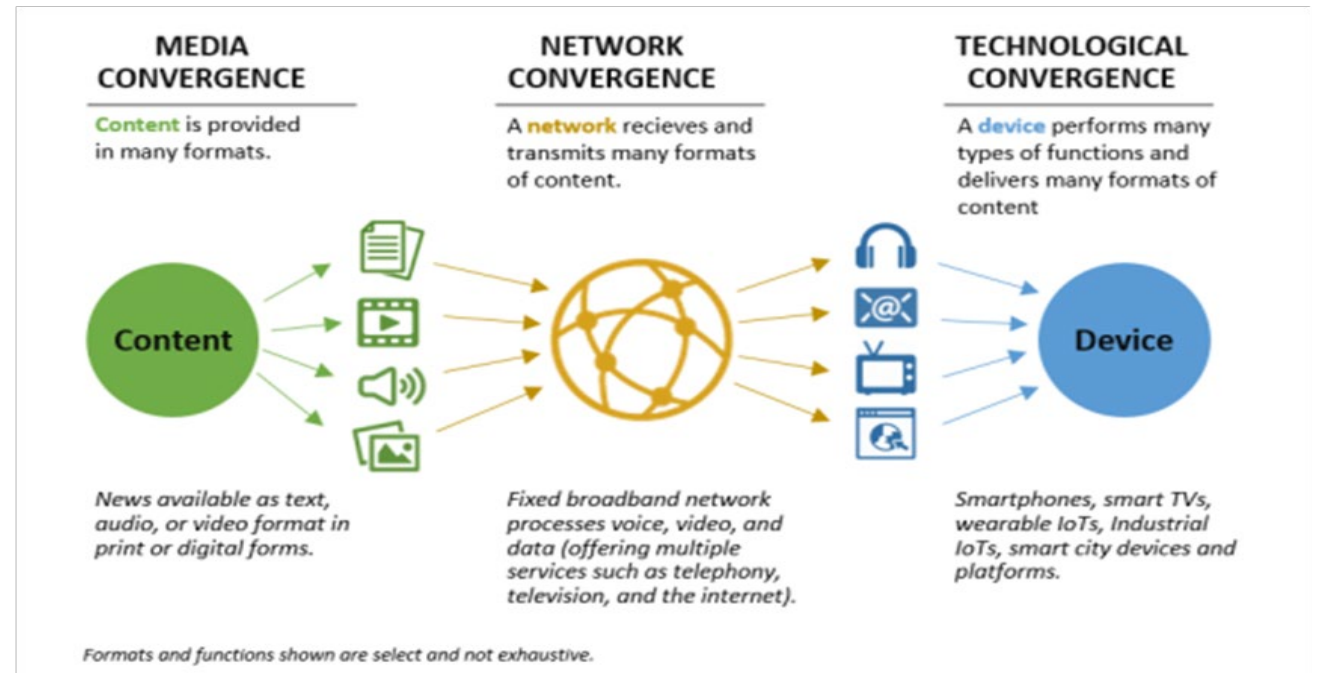 MEDIA
CONVERGENCE
Content is provided
in many formats.
NETWORK
CONVERGENCE
A network recieves and
transmits many formats
of content.
TECHNOLOGICAL
CONVERGENCE
A device performs many
types of functions and
delivers many formats of
content
Content
@
Device
News available as text,
audio, or video format in
print or digital forms.
Fixed broadband network
processes voice, video, and
data (offering multiple
services such as telephony,
television, and the internet).
Smartphones, smart TVs,
wearable IoTs, Industrial
IoTs, smart city devices and
platforms.
Formats and functions shown are select and not exhaustive.